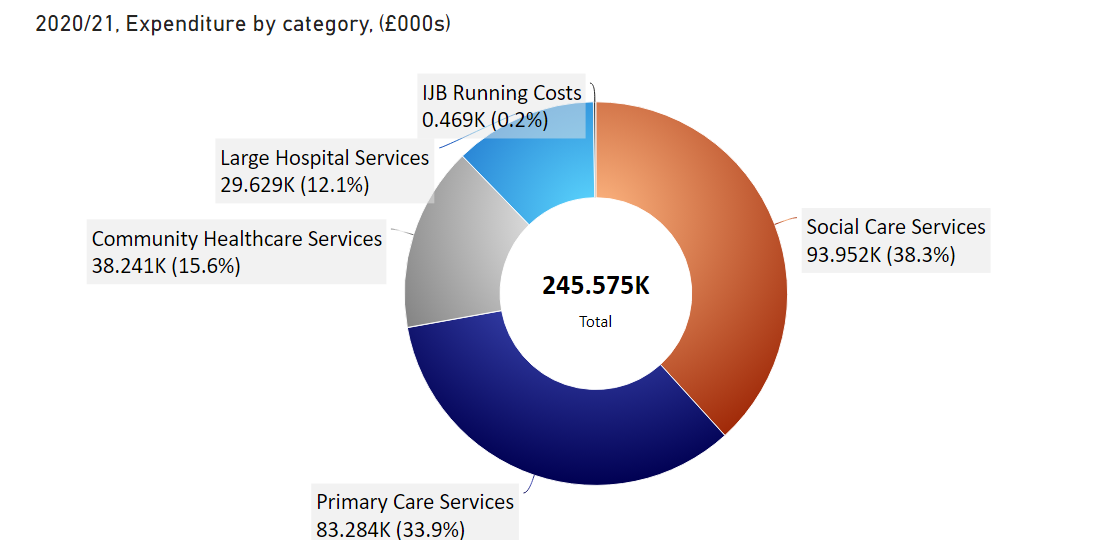 2020/21, Expenditure by category, (£000s)
IJB Running Costs
0.469K (0.2%)
Large Hospital Services
29.629K (12.1%)
Community Healthcare Services
38.241K (15.6%)
Social Care Services
93.952K (38.3%)
245.575K
Total
Primary Care Services
83.284K (33.9%)